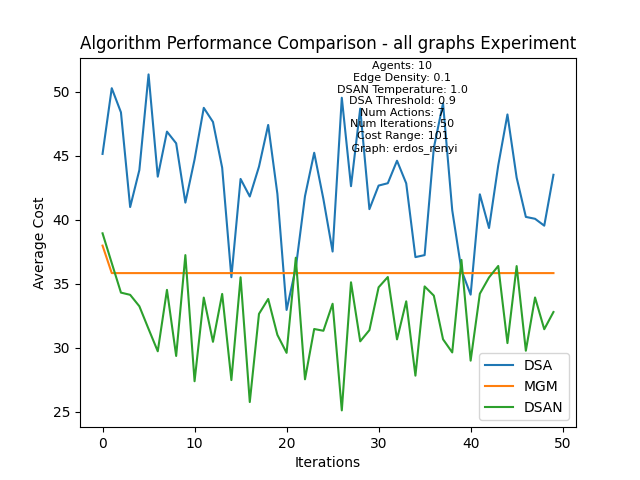 Algorithm Performance Comparison - all graphs Experiment
Agents: 10
Edge Density: 0.1
DSAN Temperature: 1.0
DSA Threshold: 0.9
Num Actions: 7
Num Iterations: 50
Cost Range: 101
Graph: erdos_renyi
50
45
40
35
30
25
Average Cost
0
10
20
30
40
50
Iterations
DSA
MGM
DSAN